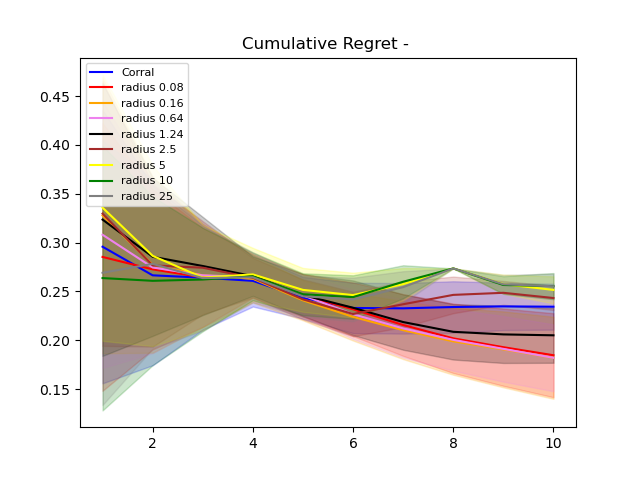 Cumulative Regret -
Corral
radius 0.08
radius 0.16
radius 0.64
radius 1.24
radius 2.5
radius 5
radius 10
radius 25
0.45
0.40
0.35
0.30
0.25
0.20
0.15
2 4 6 8 10